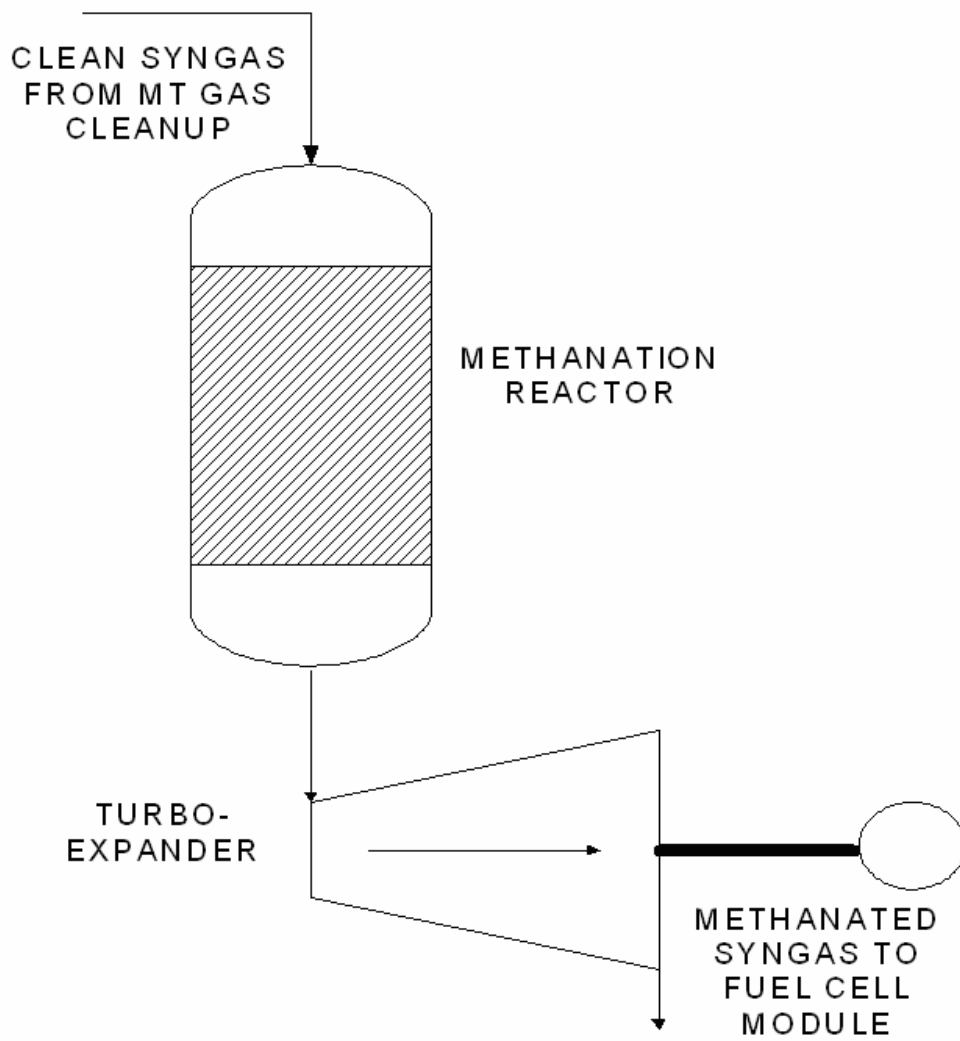 CLEAN SYNGAS
FROM MT GAS
CLEANUP
METHANATION
REACTOR
TURBO-
EXPANDER
METHANATED
SYNGAS TO
FUEL CELL
MODULE